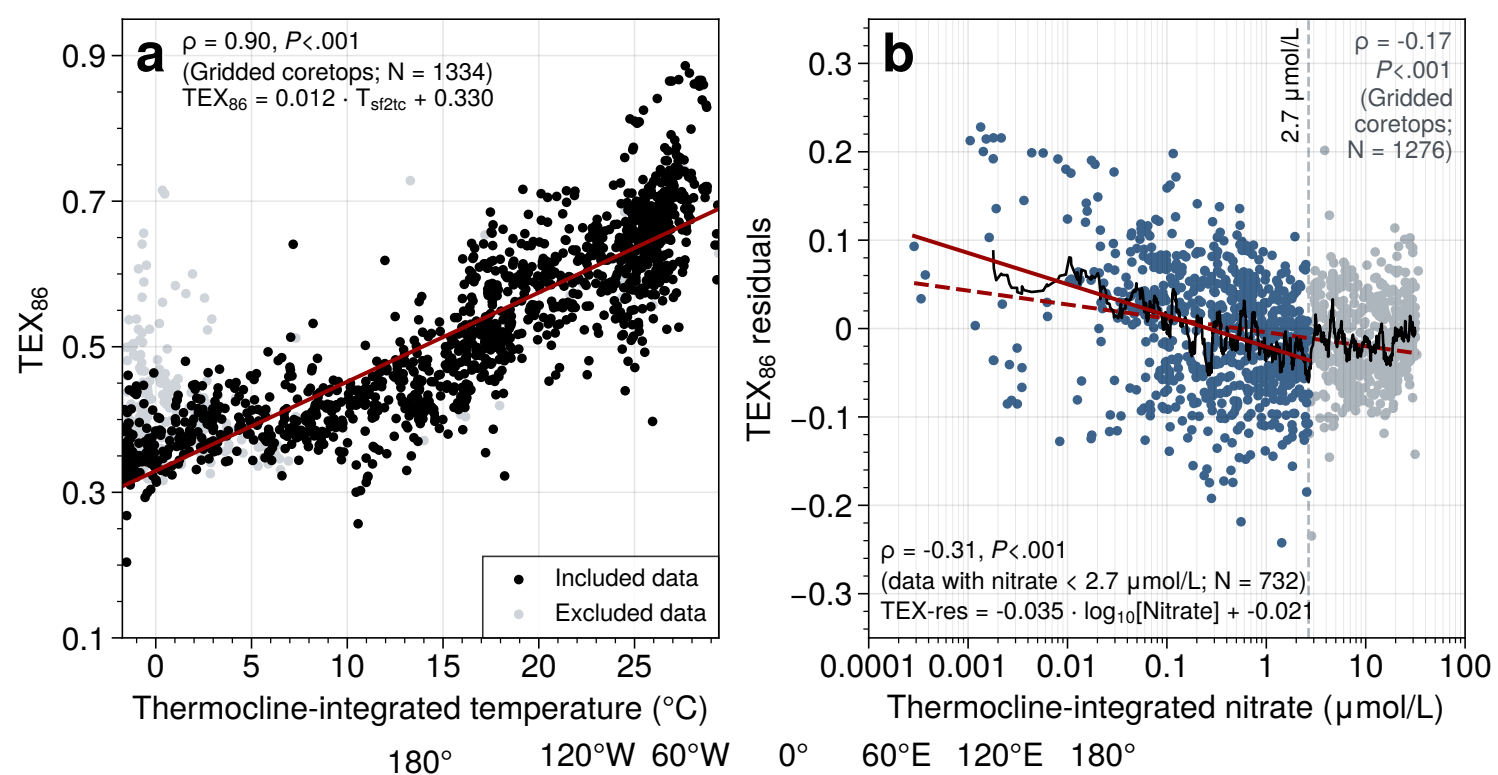 a
ρ = 0.90, P<.001
(Gridded coretops; N = 1334)
TEX₈₆ = 0.012 · Tsf2tc + 0.330
TEX₈₆
0.9
0.7
0.5
0.3
0.1
Included data
Excluded data
0 5 10 15 20 25
Thermocline-integrated temperature (°C)
b
2.7 μmol/L
ρ = -0.17
P<.001
(Gridded
coretops;
N = 1276)
TEX₈₆ residuals
0.3
0.2
0.1
0
−0.1
−0.2
−0.3
ρ = -0.31, P<.001
(data with nitrate < 2.7 μmol/L; N = 732)
TEX-res = -0.035 · log₁₀[Nitrate] + -0.021
0.0001 0.001 0.01 0.1 1 10 100
Thermocline-integrated nitrate (μmol/L)
180° 120°W 60°W 0° 60°E 120°E 180°